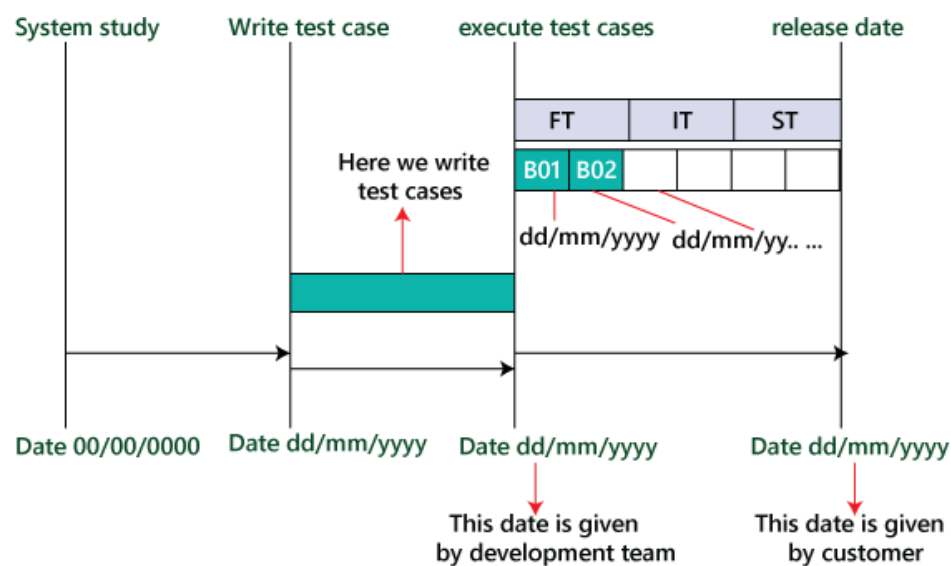 System study
Write test case
execute test cases
release date
FT
IT
ST
Here we write
test cases
B01
B02
dd/mm/yyyy
dd/mm/yy.. ...
Date 00/00/0000
Date dd/mm/yyyy
Date dd/mm/yyyy
Date dd/mm/yyyy
This date is given
by development team
This date is given
by customer